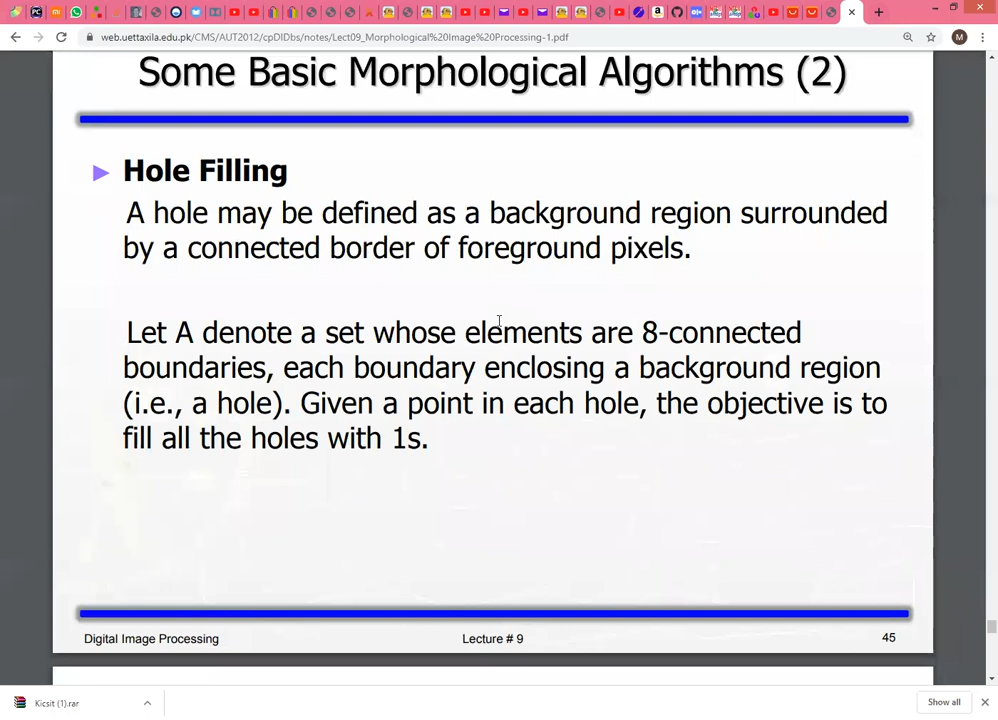 web.uettaxila.edu.pk/CMS/AUT2012/cpDIDbs/notes/Lect09_Morphological%20Image%20Processing-1.pdf
M
Some Basic Morphological Algorithms (2)
Hole Filling
A hole may be defined as a background region surrounded
by a connected border of foreground pixels.
Let A denote a set whose elements are 8-connected
boundaries, each boundary enclosing a background region
(i.e., a hole). Given a point in each hole, the objective is to
fill all the holes with 1s.
Digital Image Processing
Lecture # 9
45
Kicsit (1).rar
Show all